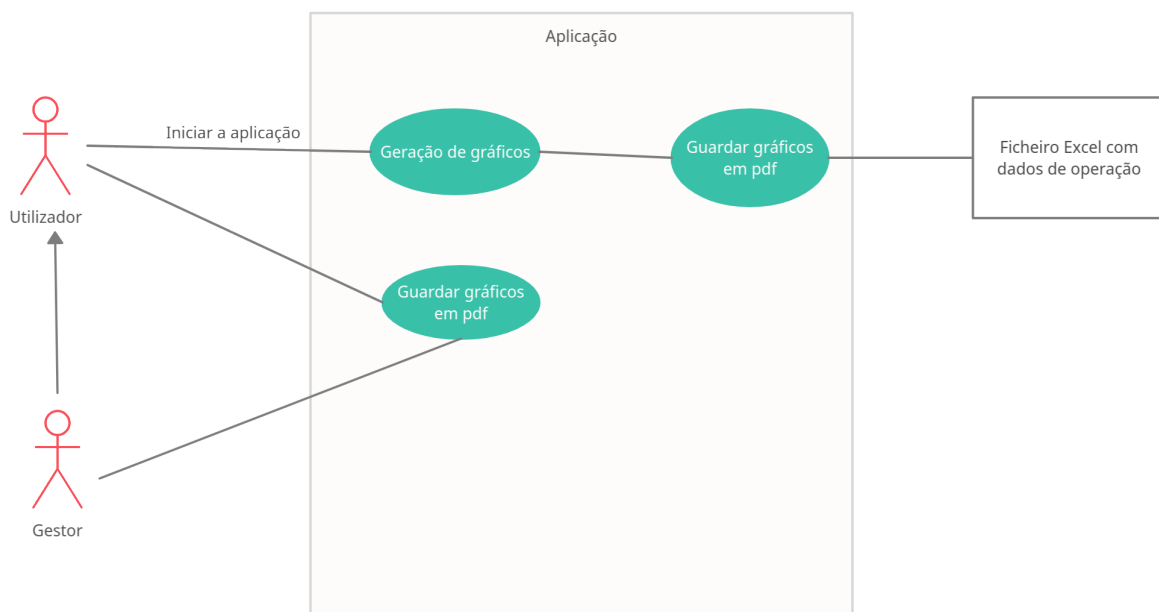 Aplicação
Iniciar a aplicação
Geração de gráficos
Guardar gráficos
em pdf
Ficheiro Excel com
dados de operação
Utilizador
Guardar gráficos
em pdf
Gestor